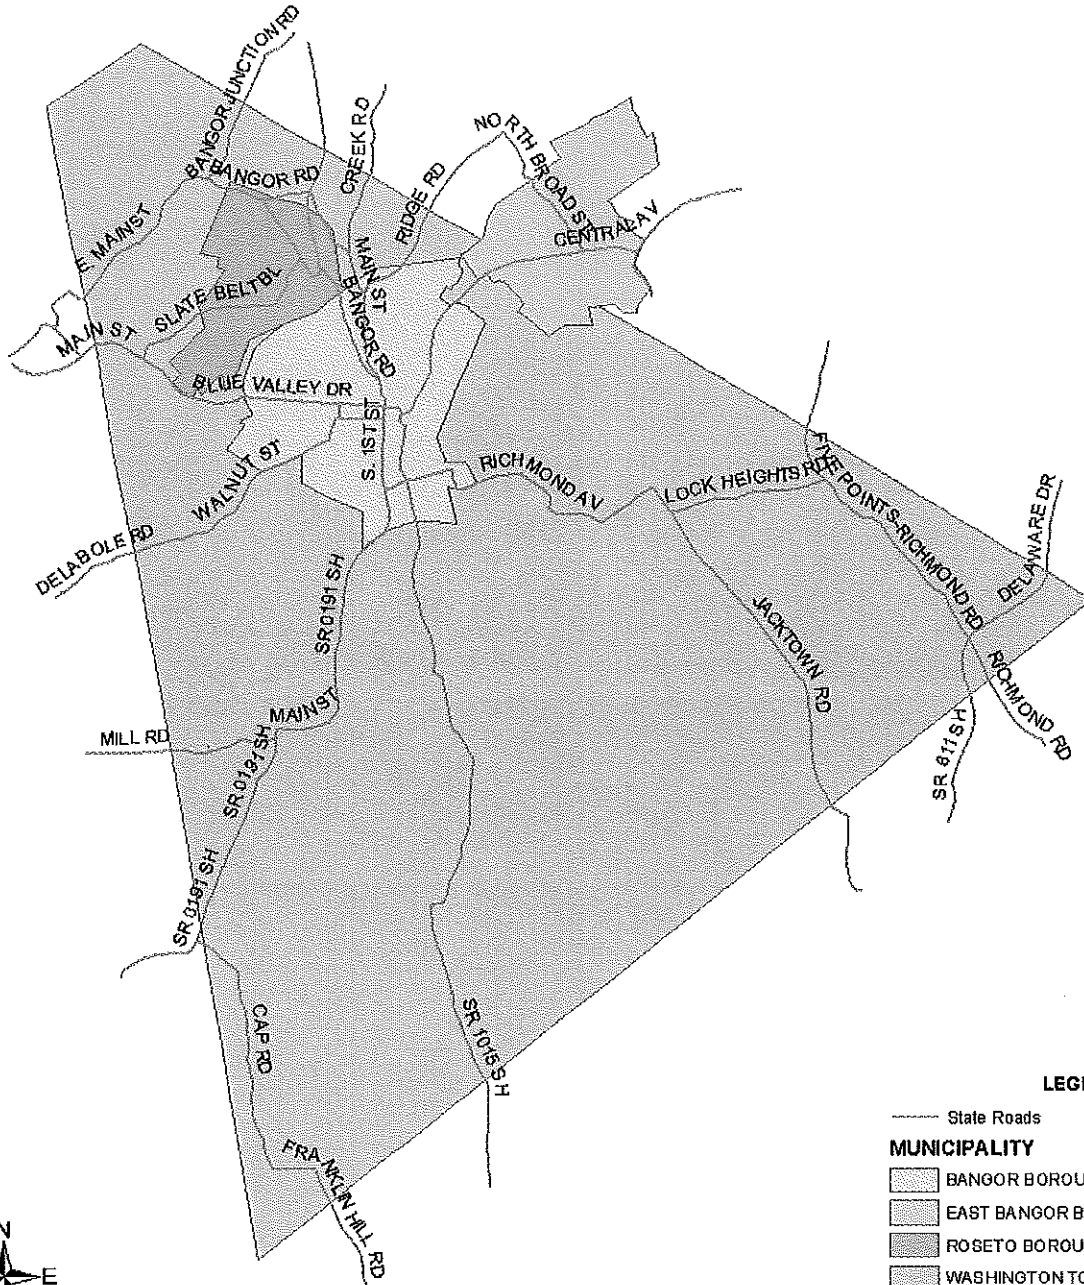 BANGOR JUNCTION RD
CREEK RD
NORTH BROAD ST
BANGOR RD
RIDGE RD
E MAIN ST
CENTRAL AV
MAIN ST
SLATE BELT BL
BANGOR RD
MAIN ST
BLUE VALLEY DR
S. 1ST ST
WALNUT ST
RICHMOND AV
LOCK HEIGHTS RD
FIVE POINTS-RICHMOND RD
DELABOLE RD
DELAWARE DR
SR 0191 SH
JACKTOWN RD
RICHMOND RD
MAIN ST
MILL RD
SR 0191 SH
SR 611 SH
SR 0191 SH
CAP RD
SR 1015 SH
FRANKLIN HILL RD
N
E
LEG
State Roads
MUNICIPALITY
BANGOR BOROU
EAST BANGOR B
ROSETO BOROU
WASHINGTON TO